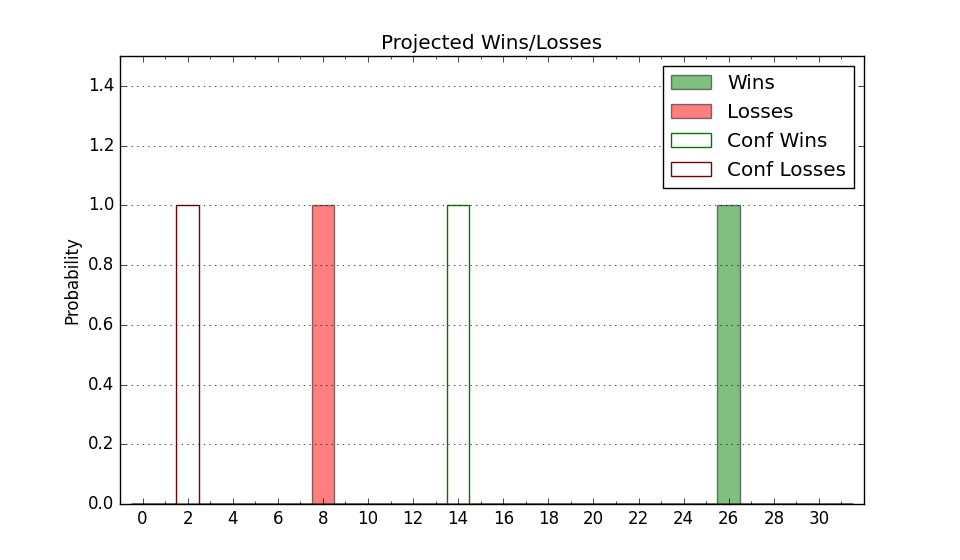 Projected Wins/Losses
Wins
Losses
Conf Wins
Conf Losses
Probability
1.4
1.2
1.0
0.8
0.6
0.4
0.2
0.0
0 2 4 6 8 10 12 14 16 18 20 22 24 26 28 30